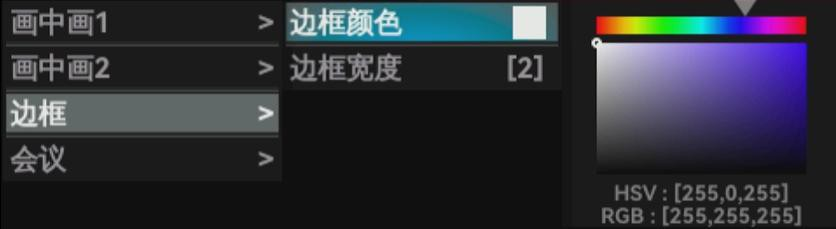 画中画1 >
画中画2 >
边框 >
会议 >
边框颜色
边框宽度 [2]
HSV : [255,0,255]
RGB : [255,255,255]